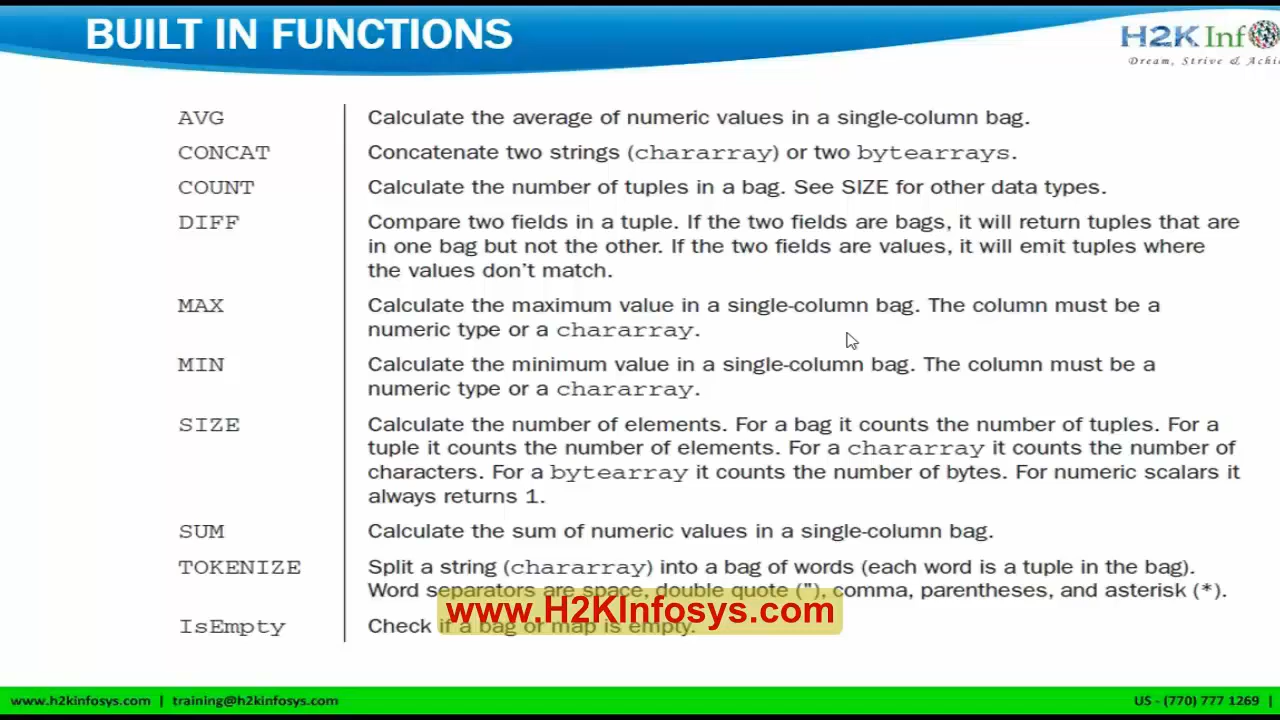 BUILT IN FUNCTIONS
H2K Inf
Dream, Strive & Achi
AVG Calculate the average of numeric values in a single-column bag.
CONCAT Concatenate two strings (chararray) or two bytearrays.
COUNT Calculate the number of tuples in a bag. See SIZE for other data types.
DIFF Compare two fields in a tuple. If the two fields are bags, it will return tuples that are
in one bag but not the other. If the two fields are values, it will emit tuples where
the values don't match.
MAX Calculate the maximum value in a single-column bag. The column must be a
numeric type or a chararray.
MIN Calculate the minimum value in a single-column bag. The column must be a
numeric type or a chararray.
SIZE Calculate the number of elements. For a bag it counts the number of tuples. For a
tuple it counts the number of elements. For a chararray it counts the number of
characters. For a bytearray it counts the number of bytes. For numeric scalars it
always returns 1.
SUM Calculate the sum of numeric values in a single-column bag.
TOKENIZE Split a string (chararray) into a bag of words (each word is a tuple in the bag).
Word separators are space, double quote ("), comma, parentheses, and asterisk (*).
www.H2KInfosys.com
IsEmpty Check if a bag or map is empty.
www.h2kinfosys.com | training@h2kinfosys.com
US - (770) 777 1269 |